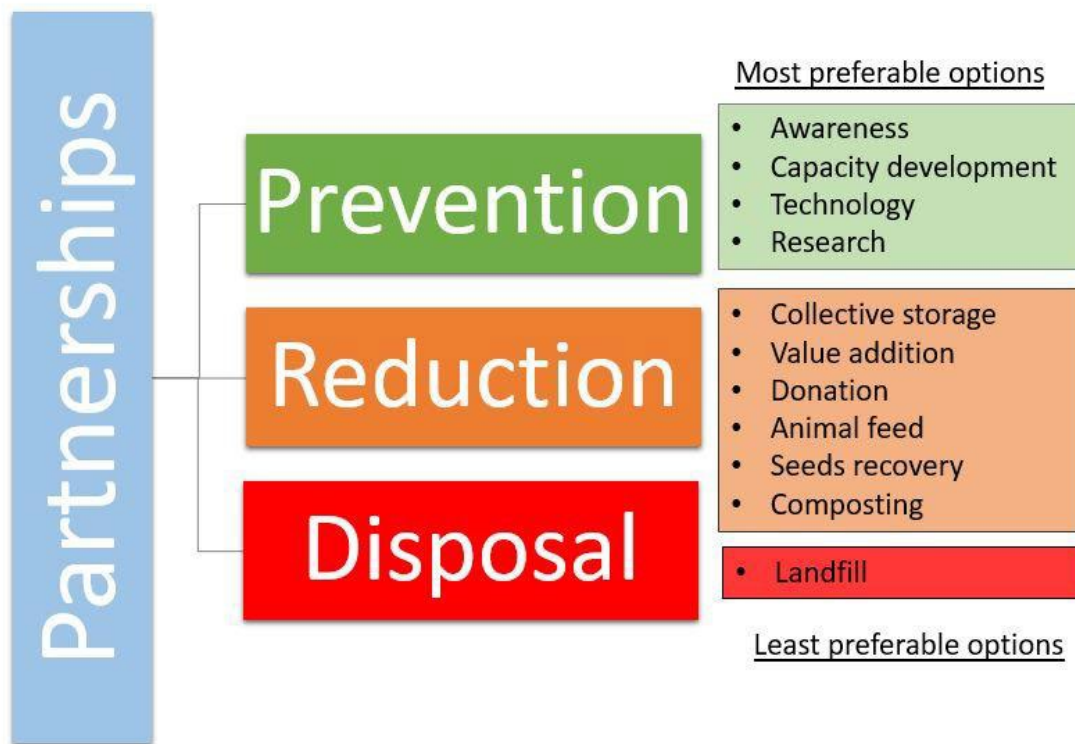 Partnerships
Most preferable options
Prevention
• Awareness
• Capacity development
• Technology
• Research
Reduction
• Collective storage
• Value addition
• Donation
• Animal feed
• Seeds recovery
• Composting
Disposal
• Landfill
Least preferable options